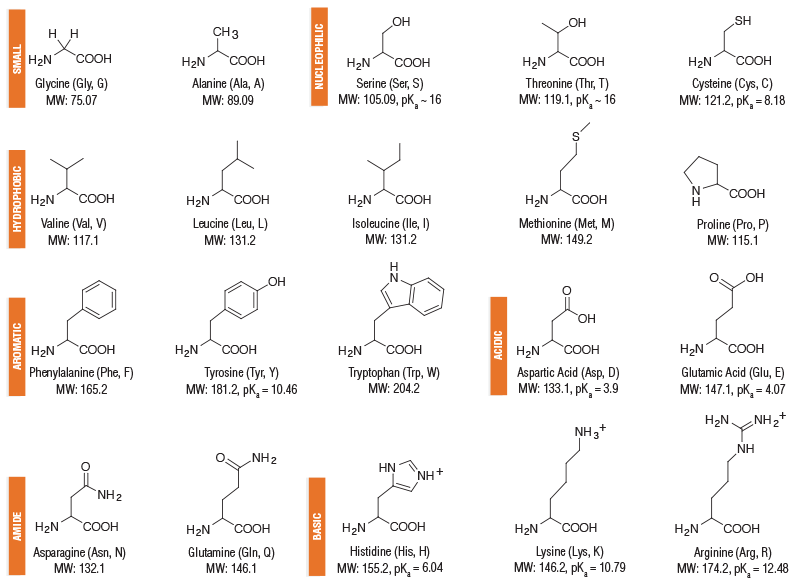 SMALL
H H
H2N COOH
Glycine (Gly, G)
MW: 75.07
CH3
H2N COOH
Alanine (Ala, A)
MW: 89.09
NUCLEOPHILIC
OH
H2N COOH
Serine (Ser, S)
MW: 105.09, pKa ~ 16
OH
H2N COOH
Threonine (Thr, T)
MW: 119.1, pKa ~ 16
SH
H2N COOH
Cysteine (Cys, C)
MW: 121.2, pKa = 8.18
HYDROPHOBIC
H2N COOH
Valine (Val, V)
MW: 117.1
H2N COOH
Leucine (Leu, L)
MW: 131.2
H2N COOH
Isoleucine (Ile, I)
MW: 131.2
S
H2N COOH
Methionine (Met, M)
MW: 149.2
N
H
COOH
Proline (Pro, P)
MW: 115.1
AROMATIC
H2N COOH
Phenylalanine (Phe, F)
MW: 165.2
OH
H2N COOH
Tyrosine (Tyr, Y)
MW: 181.2, pKa = 10.46
H
N
H2N COOH
Tryptophan (Trp, W)
MW: 204.2
ACIDIC
O
OH
H2N COOH
Aspartic Acid (Asp, D)
MW: 133.1, pKa = 3.9
O OH
H2N COOH
Glutamic Acid (Glu, E)
MW: 147.1, pKa = 4.07
AMIDE
O
NH2
H2N COOH
Asparagine (Asn, N)
MW: 132.1
O NH2
H2N COOH
Glutamine (Gln, Q)
MW: 146.1
BASIC
HN NH+
H2N COOH
Histidine (His, H)
MW: 155.2, pKa = 6.04
NH3+
H2N COOH
Lysine (Lys, K)
MW: 146.2, pKa = 10.79
H2N NH2+
NH
H2N COOH
Arginine (Arg, R)
MW: 174.2, pKa = 12.48